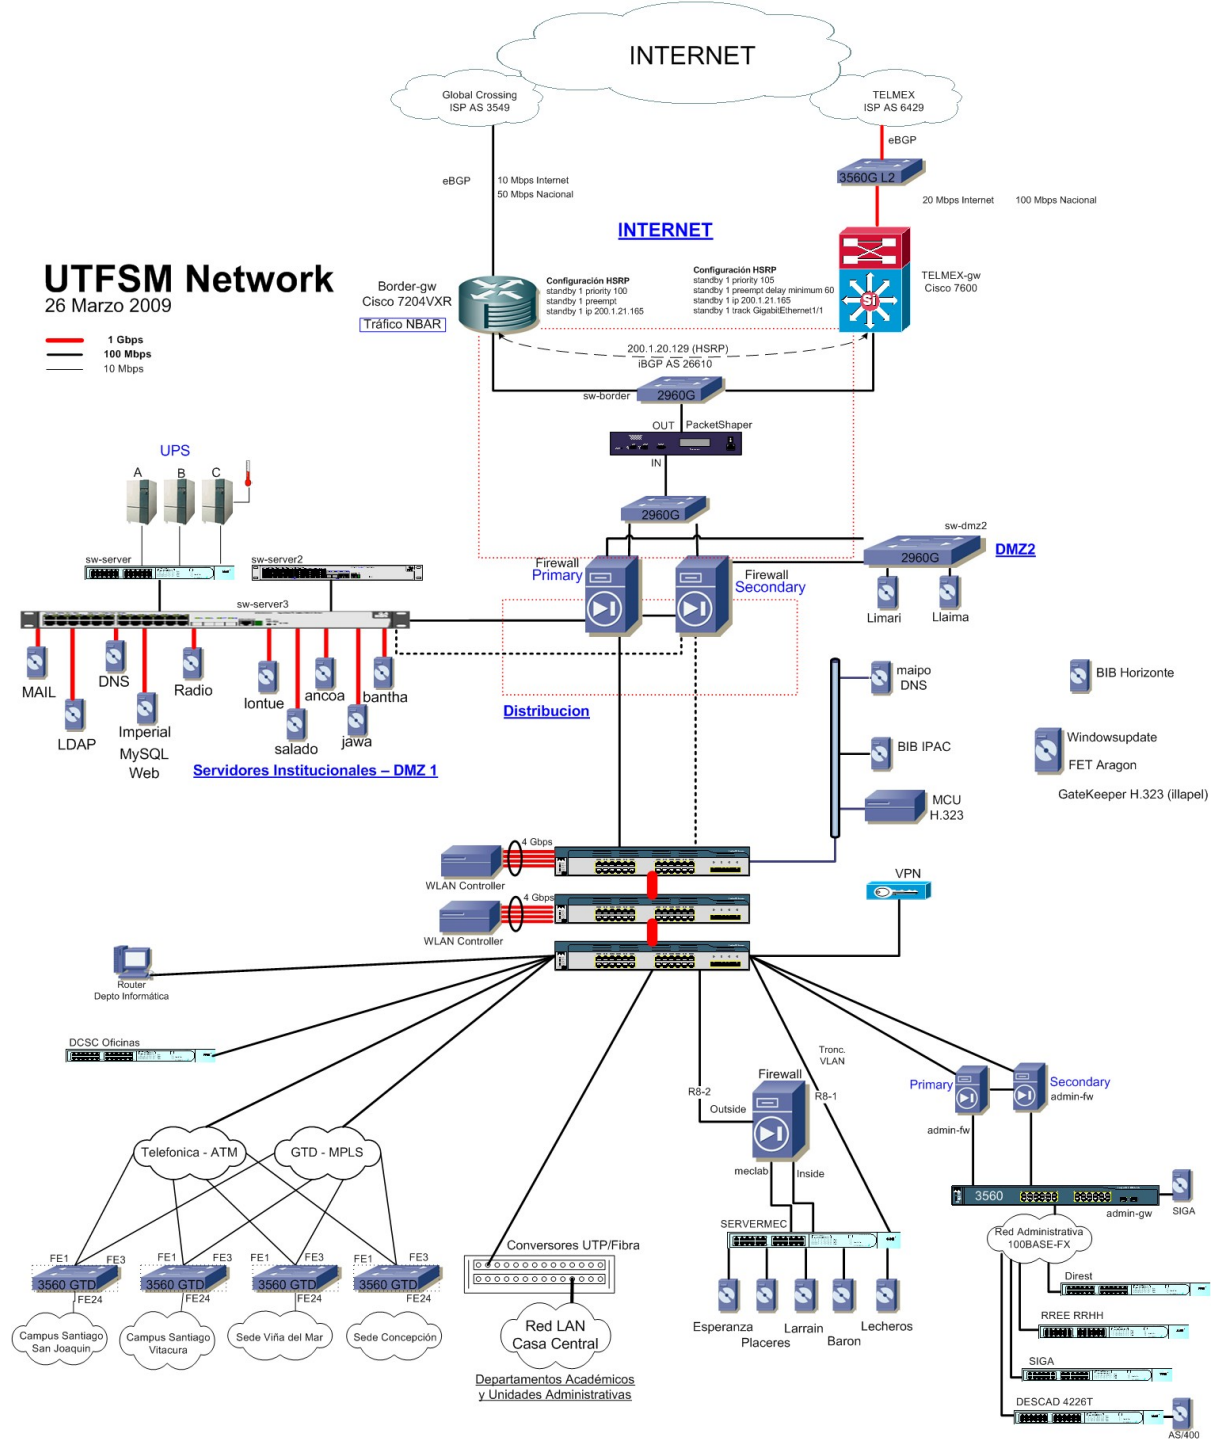 INTERNET
Global Crossing
ISP AS 3549
TELMEX
ISP AS 6429
eBGP
3560G L2
eBGP
10 Mbps Internet
50 Mbps Nacional
20 Mbps Internet
100 Mbps Nacional
INTERNET
UTFSM Network
26 Marzo 2009
1 Gbps
100 Mbps
10 Mbps
Border-gw
Cisco 7204VXR
Tráfico NBAR
Configuración HSRP
standby 1 priority 100
standby 1 preempt
standby 1 ip 200.1.21.165
Configuración HSRP
standby 1 priority 105
standby 1 preempt delay minimum 60
standby 1 ip 200.1.21.165
standby 1 track GigabitEthernet1/1
Si
TELMEX-gw
Cisco 7600
200.1.20.129 (HSRP)
iBGP AS 26610
sw-border
2960G
OUT
PacketShaper
IN
2960G
UPS
A
B
C
sw-server
sw-server2
sw-server3
sw-dmz2
2960G
DMZ2
Firewall
Primary
Firewall
Secondary
Limari
Llaima
MAIL
LDAP
DNS
Imperial
MySQL
Web
Radio
lontue
salado
ancoa
jawa
bantha
Servidores Institucionales – DMZ 1
Distribucion
maipo
DNS
BIB Horizonte
BIB IPAC
Windowsupdate
FET Aragon
GateKeeper H.323 (illapel)
MCU
H.323
4 Gbps
WLAN Controller
4 Gbps
WLAN Controller
VPN
Router
Depto Informática
DCSC Oficinas
Tronc.
VLAN
Firewall
R8-2
Outside
R8-1
Primary
Secondary
admin-fw
admin-fw
Telefonica - ATM
GTD - MPLS
meclab
Inside
3560
admin-gw
SIGA
SERVERMEC
Red Administrativa
100BASE-FX
Conversores UTP/Fibra
FE1
FE3
FE1
FE3
FE1
FE3
FE1
FE3
3560 GTD
3560 GTD
3560 GTD
3560 GTD
FE24
FE24
FE24
FE24
Campus Santiago
San Joaquin
Campus Santiago
Vitacura
Sede Viña del Mar
Sede Concepción
Red LAN
Casa Central
Departamentos Académicos
y Unidades Administrativas
Esperanza
Placeres
Larrain
Baron
Lecheros
Direst
RREE RRHH
SIGA
DESCAD 4226T
AS/400